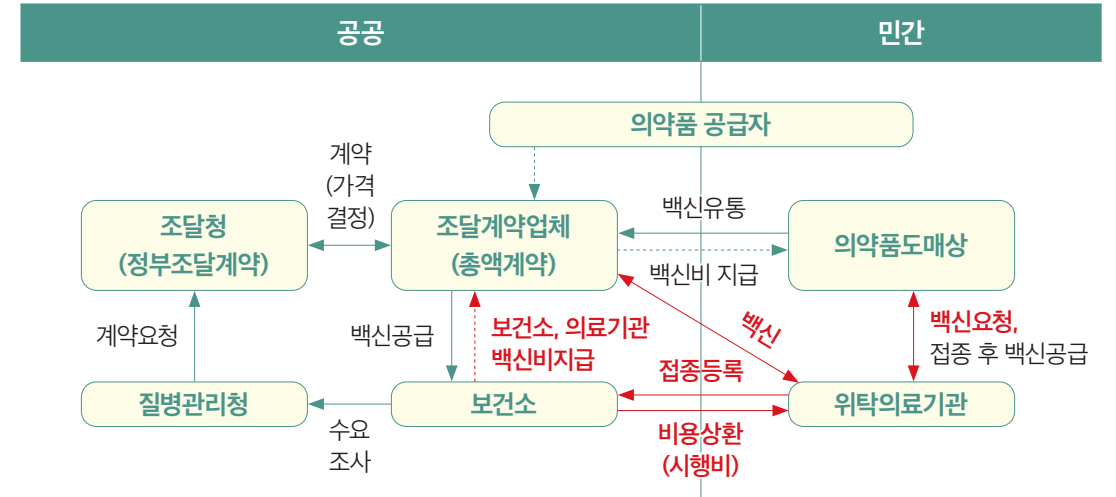 공공
민간
의약품 공급자
계약
(가격
결정)
조달청
(정부조달계약)
조달계약업체
(총액계약)
백신유통
백신비 지급
의약품도매상
계약요청
백신공급
보건소, 의료기관
백신비지급
백신
백신요청,
접종 후 백신공급
접종등록
질병관리청
보건소
위탁의료기관
수요
조사
비용상환
(시행비)